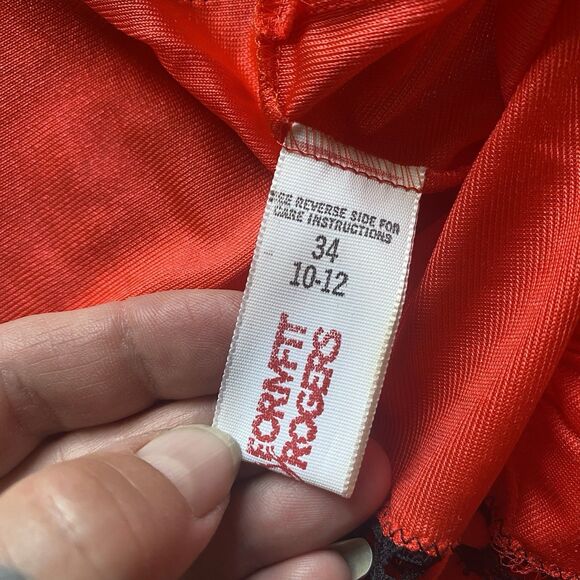 SEE REVERSE SIDE FOR
CARE INSTRUCTIONS
34
10-12
FORMFIT
ROGERS